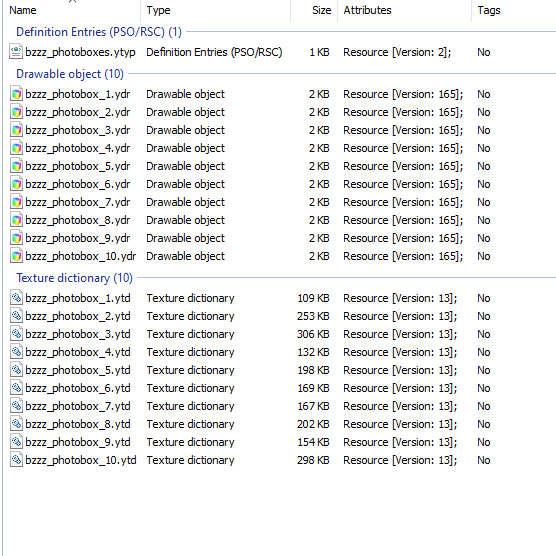 Name Type Size Attributes Tags
Definition Entries (PSO/RSC) (1)
bzzz_photoboxes.ytyp Definition Entries (PSO/RSC) 1 KB Resource [Version: 2]; No
Drawable object (10)
bzzz_photobox_1.ydr Drawable object 2 KB Resource [Version: 165]; No
bzzz_photobox_2.ydr Drawable object 2 KB Resource [Version: 165]; No
bzzz_photobox_3.ydr Drawable object 2 KB Resource [Version: 165]; No
bzzz_photobox_4.ydr Drawable object 2 KB Resource [Version: 165]; No
bzzz_photobox_5.ydr Drawable object 2 KB Resource [Version: 165]; No
bzzz_photobox_6.ydr Drawable object 2 KB Resource [Version: 165]; No
bzzz_photobox_7.ydr Drawable object 2 KB Resource [Version: 165]; No
bzzz_photobox_8.ydr Drawable object 2 KB Resource [Version: 165]; No
bzzz_photobox_9.ydr Drawable object 2 KB Resource [Version: 165]; No
bzzz_photobox_10.ydr Drawable object 2 KB Resource [Version: 165]; No
Texture dictionary (10)
bzzz_photobox_1.ytd Texture dictionary 109 KB Resource [Version: 13]; No
bzzz_photobox_2.ytd Texture dictionary 253 KB Resource [Version: 13]; No
bzzz_photobox_3.ytd Texture dictionary 306 KB Resource [Version: 13]; No
bzzz_photobox_4.ytd Texture dictionary 132 KB Resource [Version: 13]; No
bzzz_photobox_5.ytd Texture dictionary 198 KB Resource [Version: 13]; No
bzzz_photobox_6.ytd Texture dictionary 169 KB Resource [Version: 13]; No
bzzz_photobox_7.ytd Texture dictionary 167 KB Resource [Version: 13]; No
bzzz_photobox_8.ytd Texture dictionary 202 KB Resource [Version: 13]; No
bzzz_photobox_9.ytd Texture dictionary 154 KB Resource [Version: 13]; No
bzzz_photobox_10.ytd Texture dictionary 298 KB Resource [Version: 13]; No